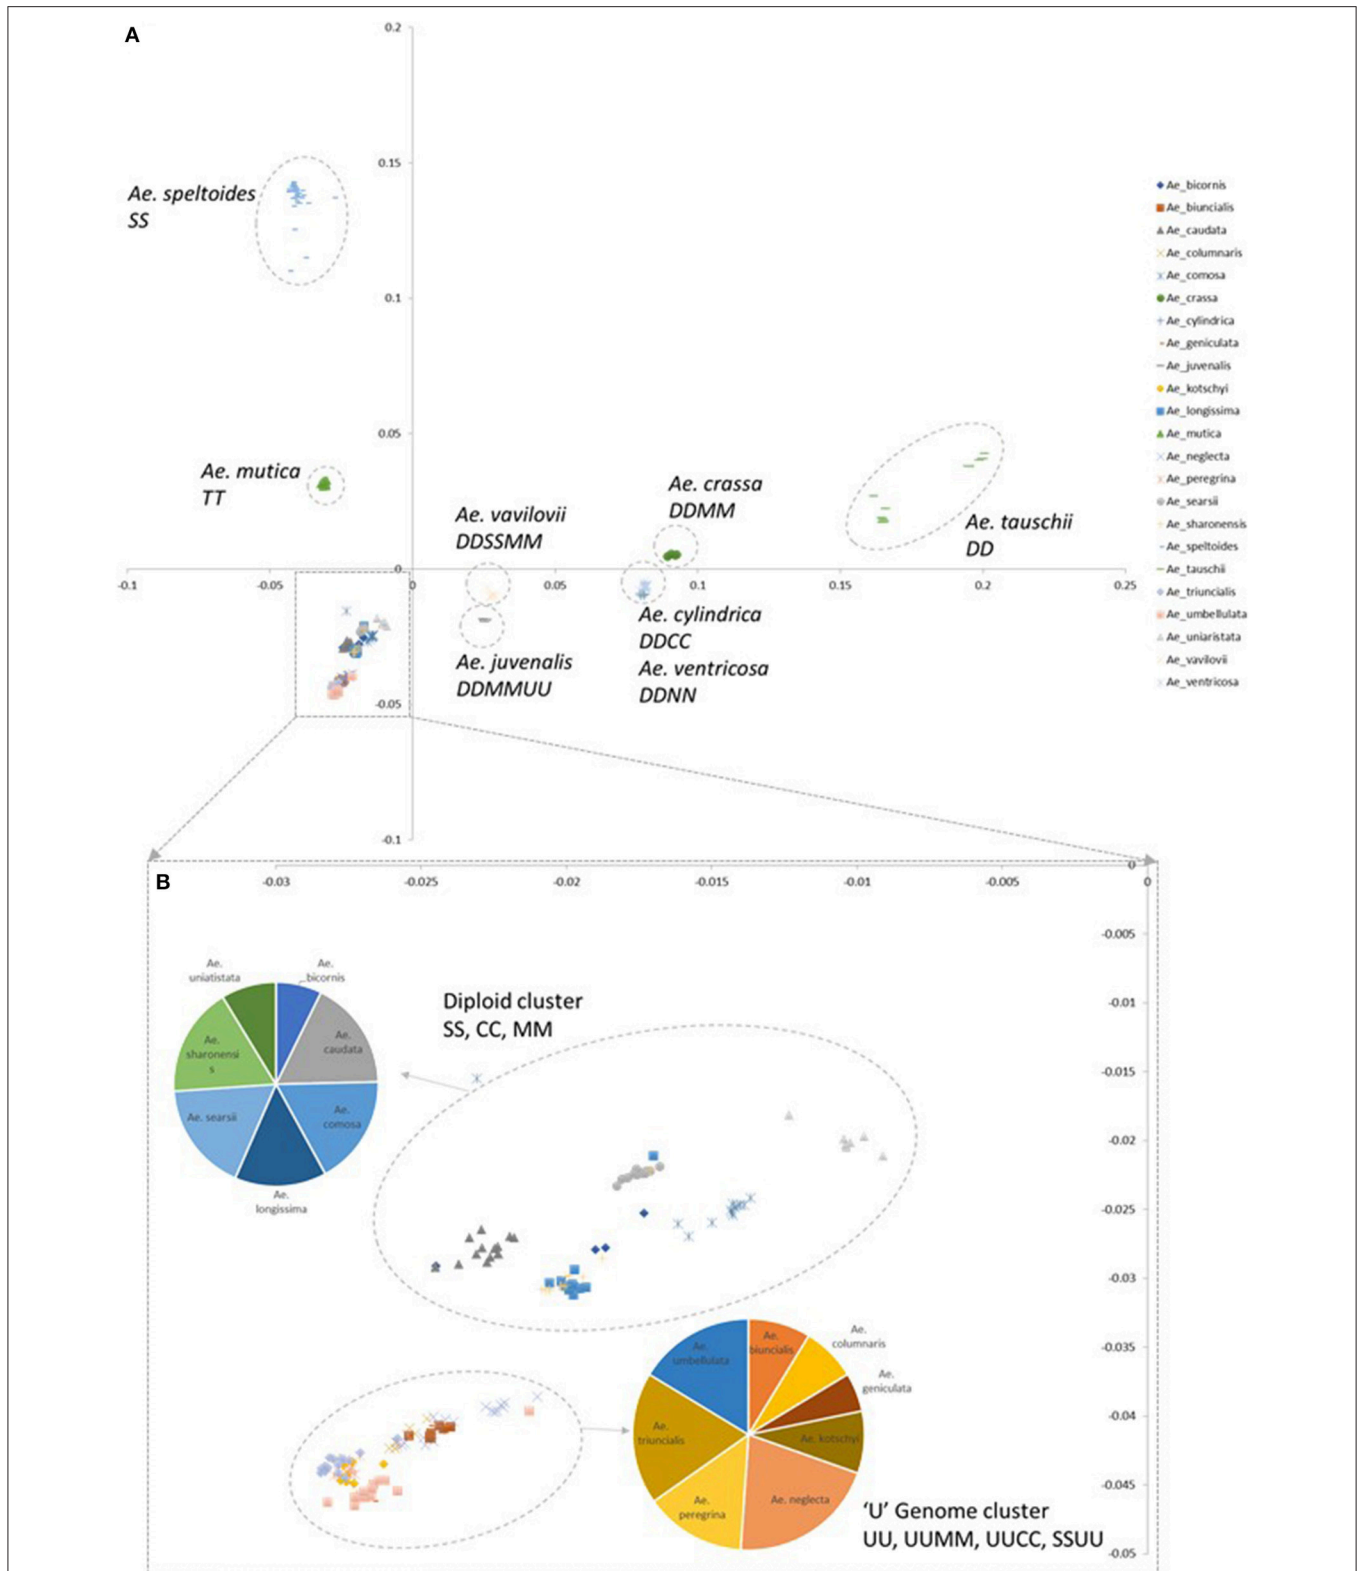 A
0.2
0.15
0.1
0.05
0
-0.05
-0.1
-0.1
-0.05
0
0.05
0.1
0.15
0.2
0.25
Ae. speltoides
SS
Ae. mutica
TT
Ae. vavilovii
DDSSMM
Ae. crassa
DDMM
Ae. tauschii
DD
Ae. juvenalis
DDMMUU
Ae. cylindrica
DDCC
Ae. ventricosa
DDNN
Ae_bicornis
Ae_biuncialis
Ae_caudata
Ae_columnaris
Ae_comosa
Ae_crassa
Ae_cylindrica
Ae_geniculata
Ae_juvenalis
Ae_kotschyi
Ae_longissima
Ae_mutica
Ae_neglecta
Ae_peregrina
Ae_searsii
Ae_sharonensis
Ae_speltoides
Ae_tauschii
Ae_triuncialis
Ae_umbellulata
Ae_uniaristata
Ae_vavilovii
Ae_ventricosa
B
-0.03
-0.025
-0.02
-0.015
-0.01
-0.005
0
0
-0.005
-0.01
-0.015
-0.02
-0.025
-0.03
-0.035
-0.04
-0.045
-0.05
Ae.
uniatistata
Ae.
bicornis
Ae.
caudata
Ae.
sharonensi
s
Ae.
comosa
Ae. searsii
Ae.
longissima
Diploid cluster
SS, CC, MM
Ae.
umbellulata
Ae.
biuncialis
Ae.
columnaris
Ae.
geniculata
Ae. kotschyi
Ae.
triuncialis
Ae.
peregrina
Ae. neglecta
‘U’ Genome cluster
UU, UUMM, UUCC, SSUU